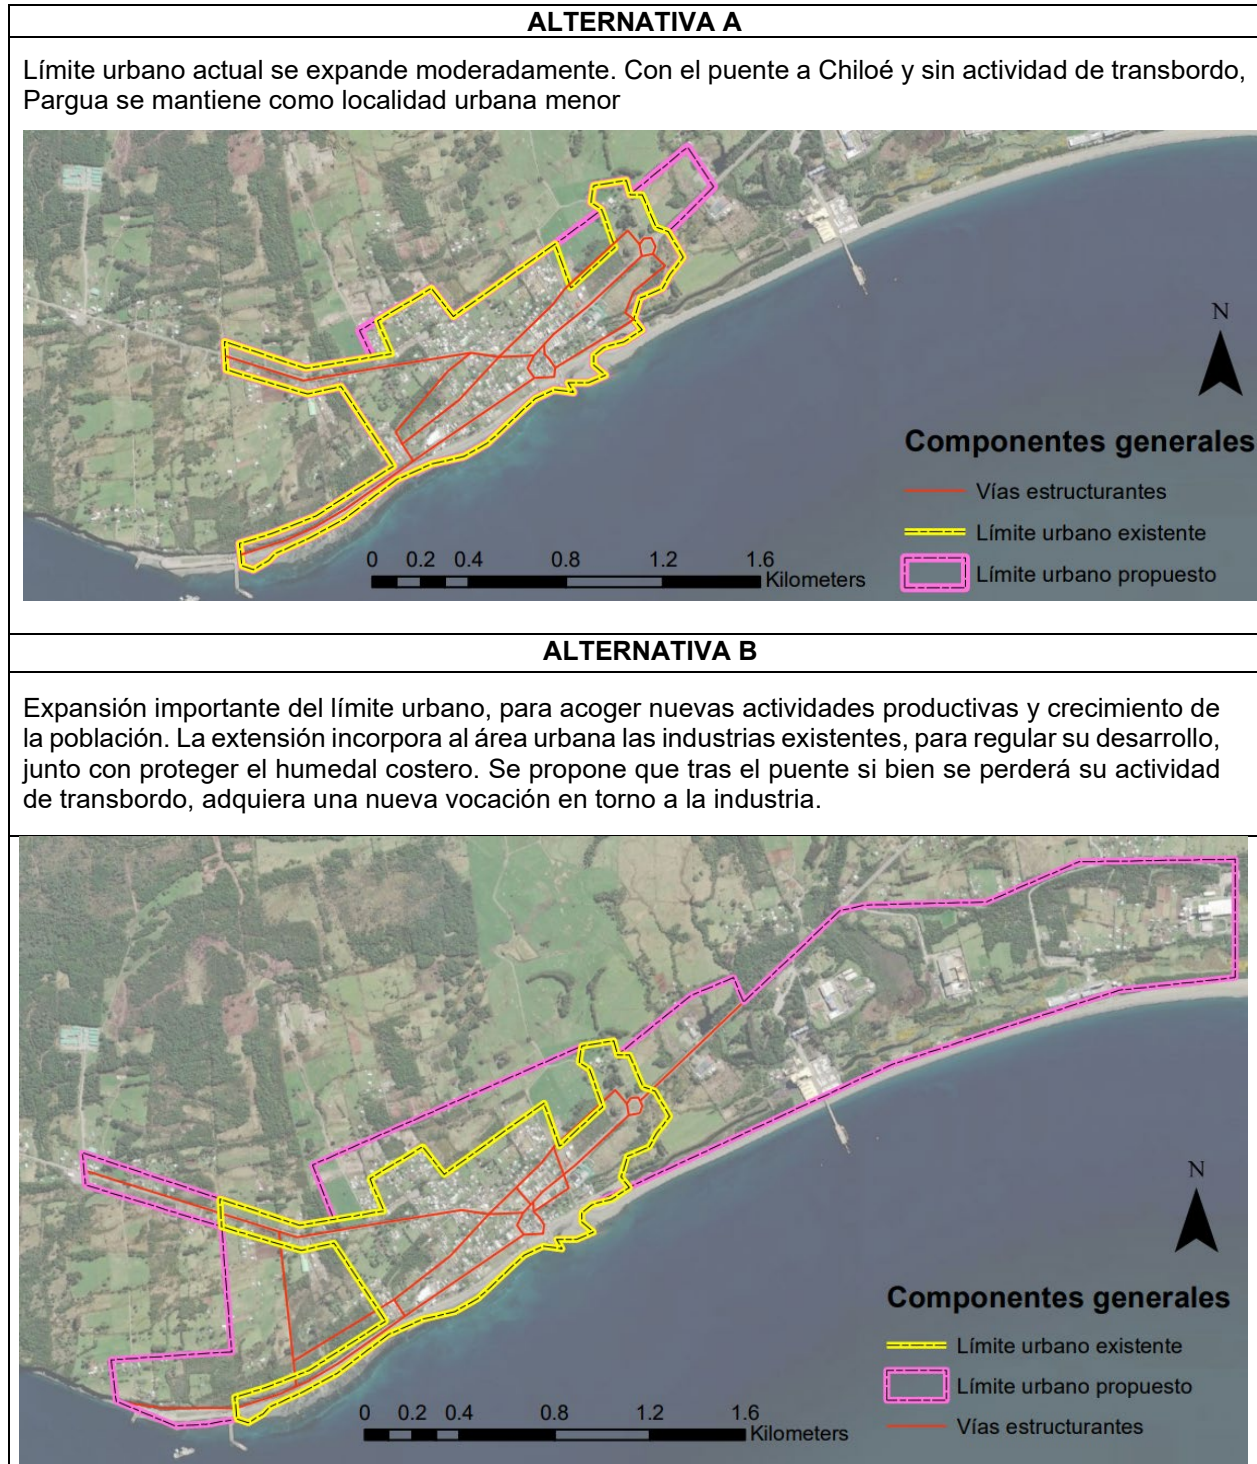 ALTERNATIVA A
Límite urbano actual se expande moderadamente. Con el puente a Chiloé y sin actividad de transbordo,
Pargua se mantiene como localidad urbana menor
N
Componentes generales
Vías estructurantes
Límite urbano existente
Límite urbano propuesto
0 0.2 0.4 0.8 1.2 1.6
Kilometers
ALTERNATIVA B
Expansión importante del límite urbano, para acoger nuevas actividades productivas y crecimiento de
la población. La extensión incorpora al área urbana las industrias existentes, para regular su desarrollo,
junto con proteger el humedal costero. Se propone que tras el puente si bien se perderá su actividad
de transbordo, adquiera una nueva vocación en torno a la industria.
N
Componentes generales
Límite urbano existente
Límite urbano propuesto
Vías estructurantes
0 0.2 0.4 0.8 1.2 1.6
Kilometers